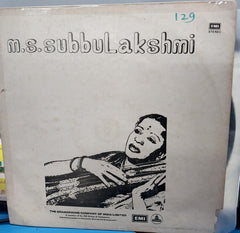 129
EMI
STEREO
m.s.subbuLakshmi
THE GRAMOPHONE COMPANY OF INDIA LIMITED
EMI